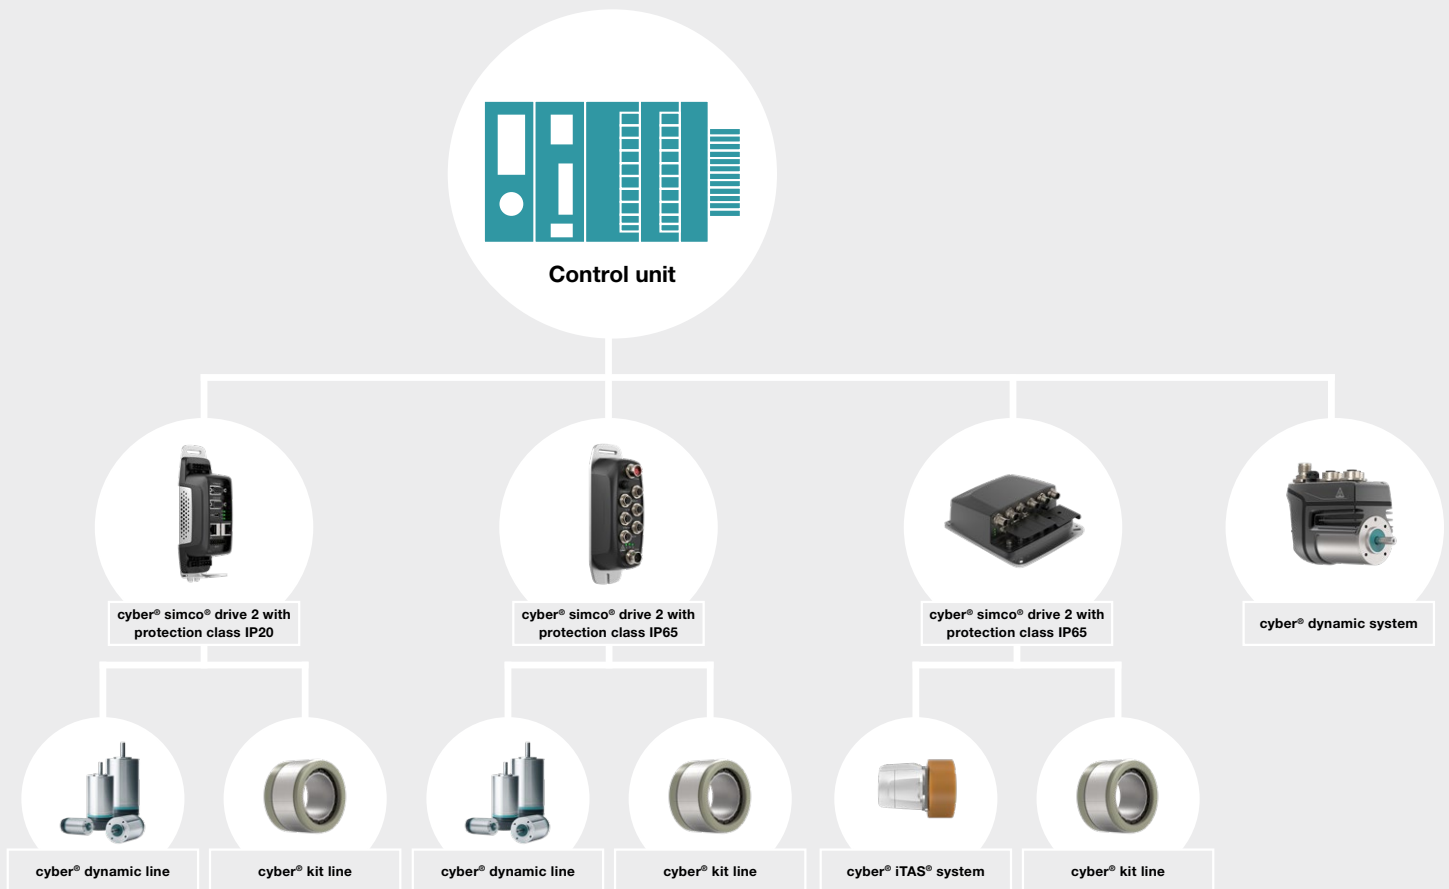 Control unit
cyber® simco® drive 2 with
protection class IP20
cyber® simco® drive 2 with
protection class IP65
cyber® simco® drive 2 with
protection class IP65
cyber® dynamic system
cyber® dynamic line
cyber® kit line
cyber® dynamic line
cyber® kit line
cyber® iTAS® system
cyber® kit line